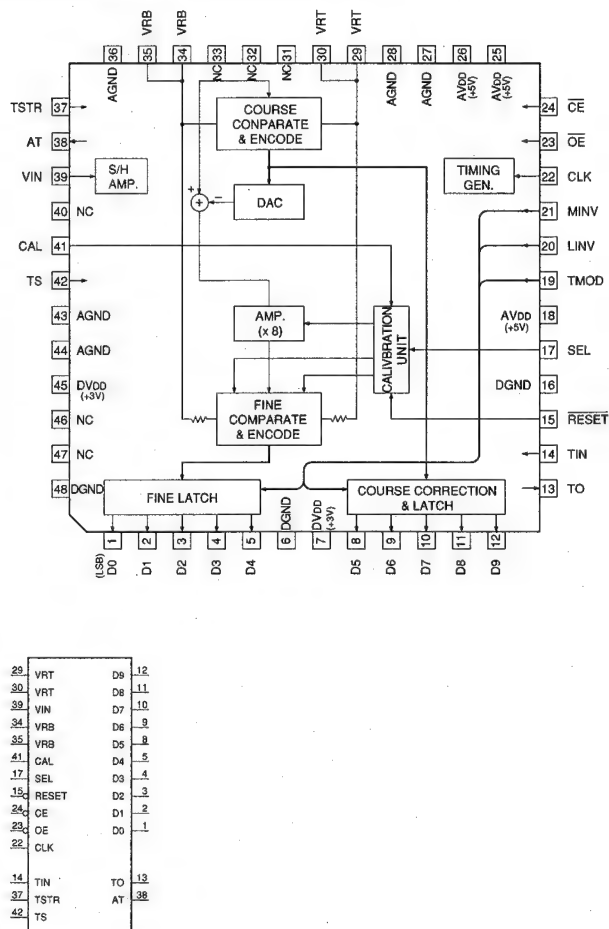 VRB
VRB
VRT
VRT
36
35
34
33
32
31
30
29
28
27
26
25
AGND
NC
NC
NC
AGND
AGND
AVDD
(+5V)
AVDD
(+5V)
TSTR 37
AT 38
VIN 39
40 NC
CAL 41
TS 42
43 AGND
44 AGND
45 DVDD
(+3V)
46 NC
47 NC
48 DGND
COURSE
CONPARATE
& ENCODE
S/H
AMP.
TIMING
GEN.
+
−
+
DAC
AMP.
(x 8)
CALIVBRATION
UNIT
FINE
COMPARATE
& ENCODE
FINE LATCH
COURSE CORRECTION
& LATCH
24 CE
23 OE
22 CLK
21 MINV
20 LINV
19 TMOD
AVDD 18
(+5V)
17 SEL
DGND 16
15 RESET
14 TIN
13 TO
DGND
DVDD
(+3V)
1
2
3
4
5
6
7
8
9
10
11
12
(LSB)
D0
D1
D2
D3
D4
D5
D6
D7
D8
D9
29 VRT D9 12
30 VRT D8 11
39 VIN D7 10
34 VRB D6 9
35 VRB D5 8
41 CAL D4 5
17 SEL D3 4
15 RESET D2 3
24 CE D1 2
23 OE D0 1
22 CLK
14 TIN TO 13
37 TSTR AT 38
42 TS